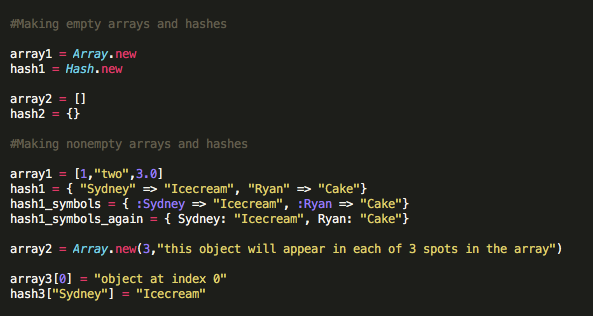 #Making empty arrays and hashes
array1 = Array.new
hash1 = Hash.new
array2 = []
hash2 = {}
#Making nonempty arrays and hashes
array1 = [1,"two",3.0]
hash1 = { "Sydney" => "Icecream", "Ryan" => "Cake"}
hash1_symbols = { :Sydney => "Icecream", :Ryan => "Cake"}
hash1_symbols_again = { Sydney: "Icecream", Ryan: "Cake"}
array2 = Array.new(3,"this object will appear in each of 3 spots in the array")
array3[0] = "object at index 0"
hash3["Sydney"] = "Icecream"